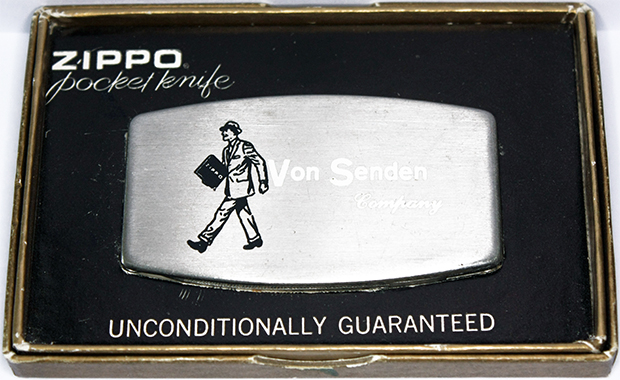 ZIPPO
pocket knife
ZIPPO
Von Senden
Company
UNCONDITIONALLY GUARANTEED